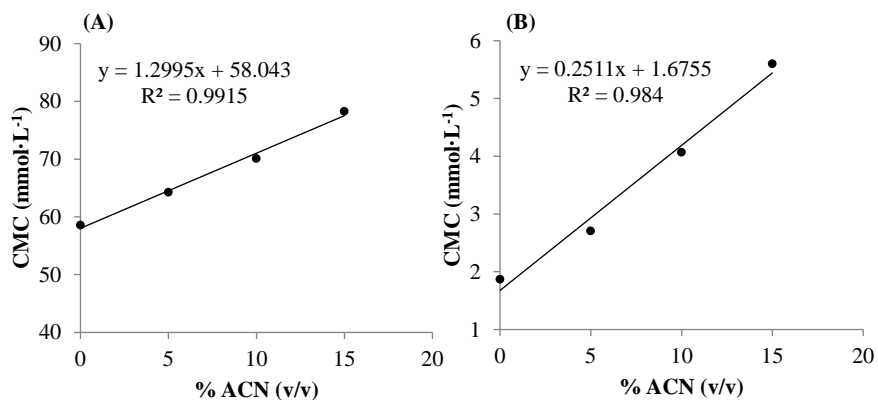 (A)
y = 1.2995x + 58.043
R² = 0.9915
CMC (mmol·L⁻¹)
90
80
70
60
50
40
0 5 10 15 20
% ACN (v/v)
(B)
y = 0.2511x + 1.6755
R² = 0.984
CMC (mmol·L⁻¹)
6
5
4
3
2
1
0 5 10 15 20
% ACN (v/v)